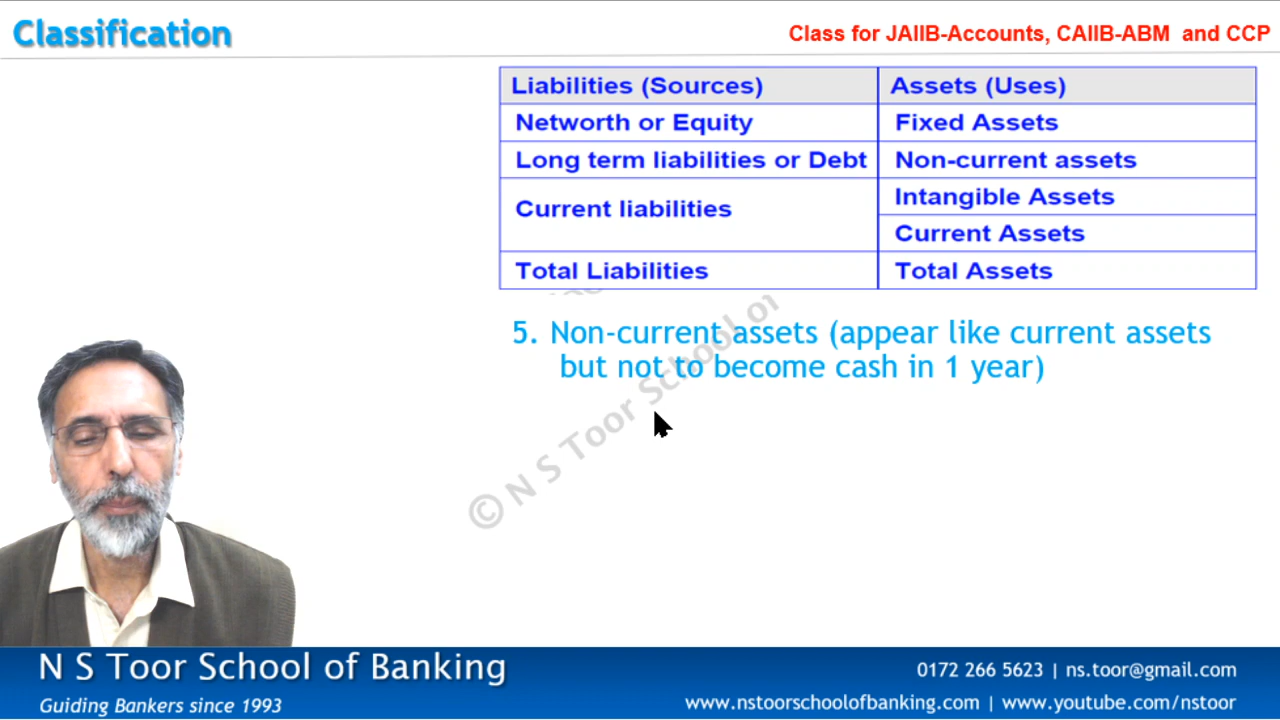 Classification
Class for JAIIB-Accounts, CAIIB-ABM and CCP
Liabilities (Sources) Assets (Uses)
Networth or Equity Fixed Assets
Long term liabilities or Debt Non-current assets
Current liabilities Intangible Assets
Current Assets
Total Liabilities Total Assets
5. Non-current assets (appear like current assets
but not to become cash in 1 year)
© N S Toor School of
N S Toor School of Banking
Guiding Bankers since 1993
0172 266 5623 | ns.toor@gmail.com
www.nstoorschoolofbanking.com | www.youtube.com/nstoor